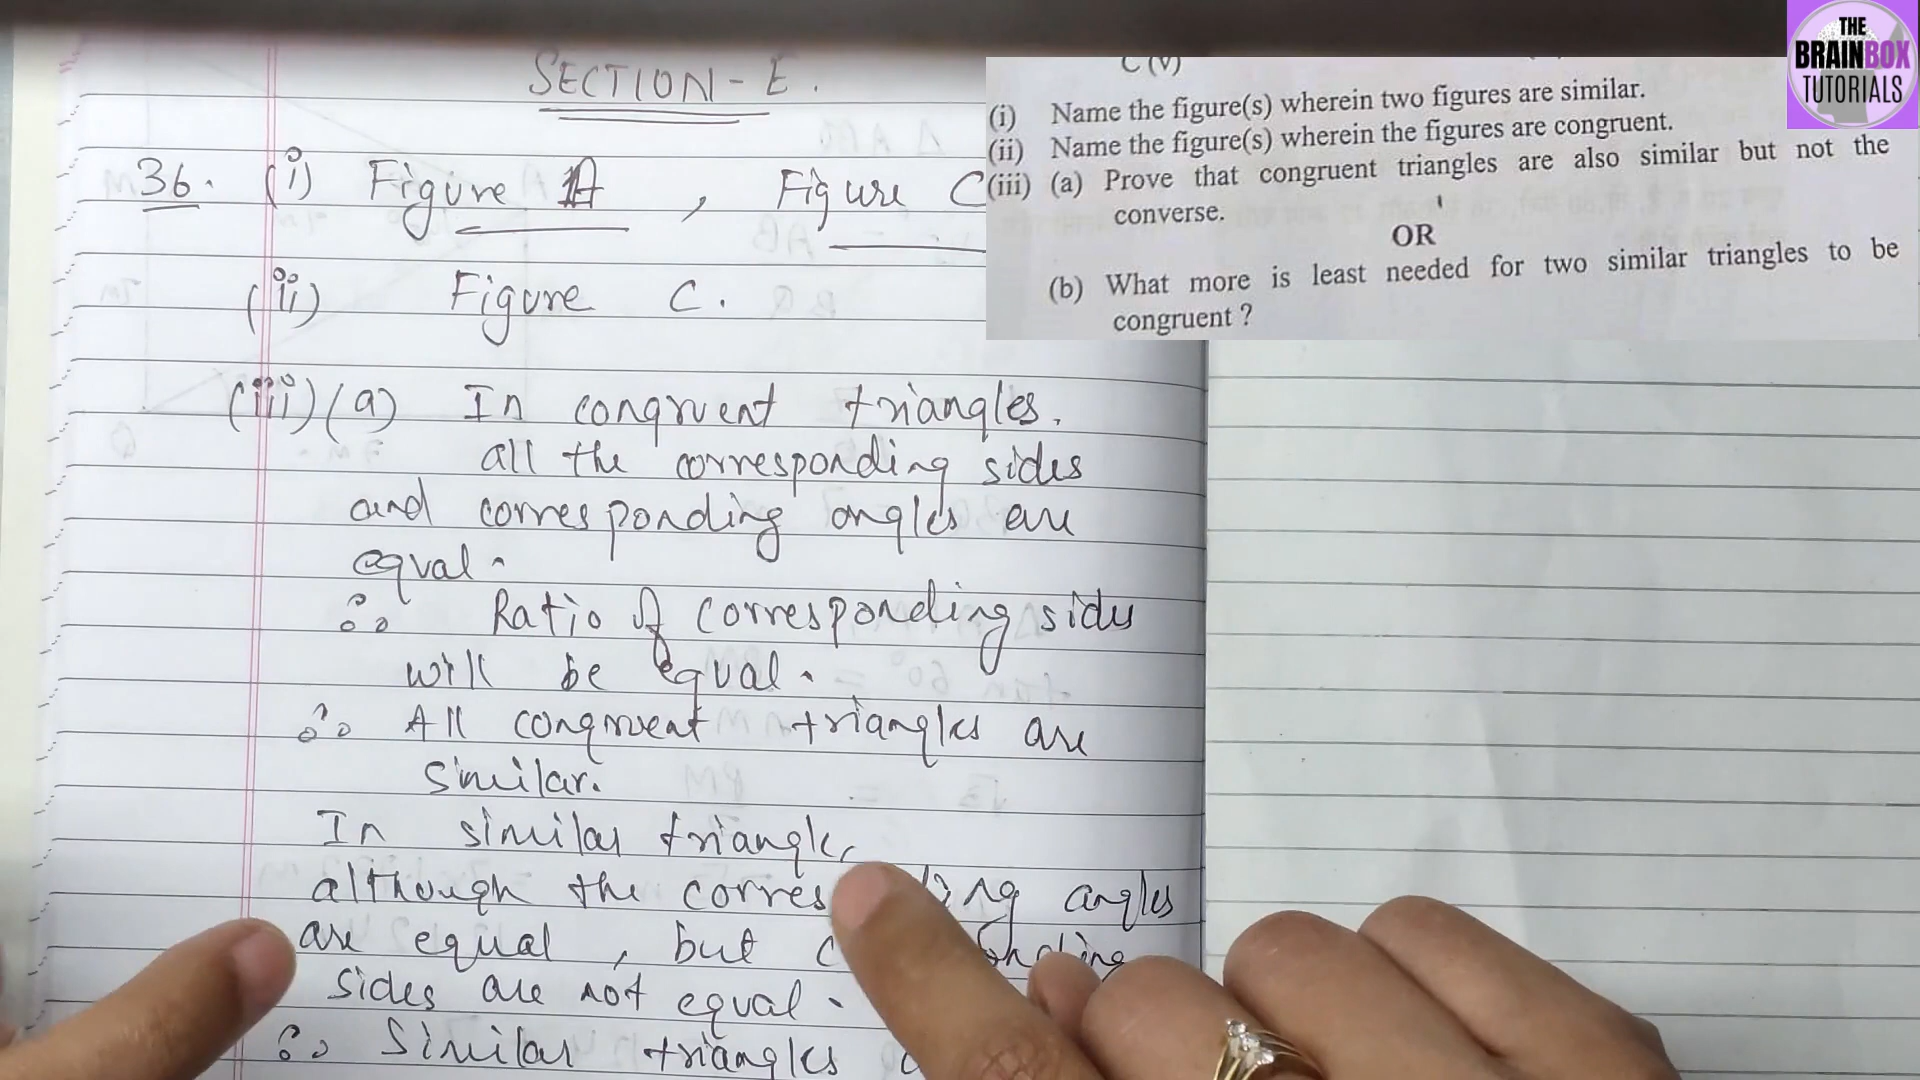 SECTION - E.
36. (i) Figure A, Figure C
(ii) Figure C.
(iii) (a) In congruent triangles.
all the corresponding sides
and corresponding angles are
equal.
∴ Ratio of corresponding sides
will be equal.
∴ All congruent triangles are
similar.
In similar triangles
although the angles
are equal, but
sides are not equal.
∴ Similar triangles
C (V)
(i) Name the figure(s) wherein two figures are similar.
(ii) Name the figure(s) wherein the figures are congruent.
(iii) (a) Prove that congruent triangles are also similar but not the
converse.
OR
(b) What more is least needed for two similar triangles to be
congruent ?
THE
BRAINBOX
TUTORIALS